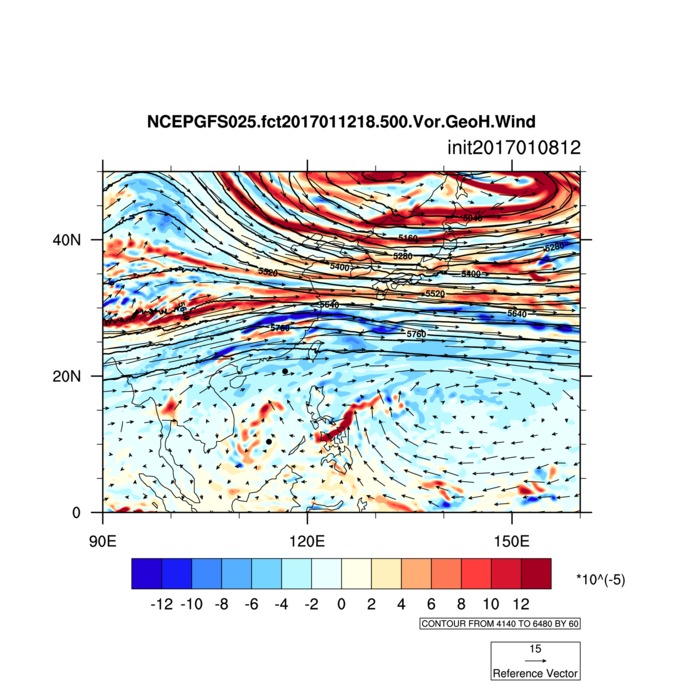 NCEPGFS025.fct2017011218.500.Vor.GeoH.Wind
init2017010812
5040
5160
5280
5280
5400
5400
5520
5520
5640
5640
5760
5760
40N
20N
0
90E 120E 150E
-12 -10 -8 -6 -4 -2 0 2 4 6 8 10 12
*10^(-5)
CONTOUR FROM 4140 TO 6480 BY 60
15
Reference Vector